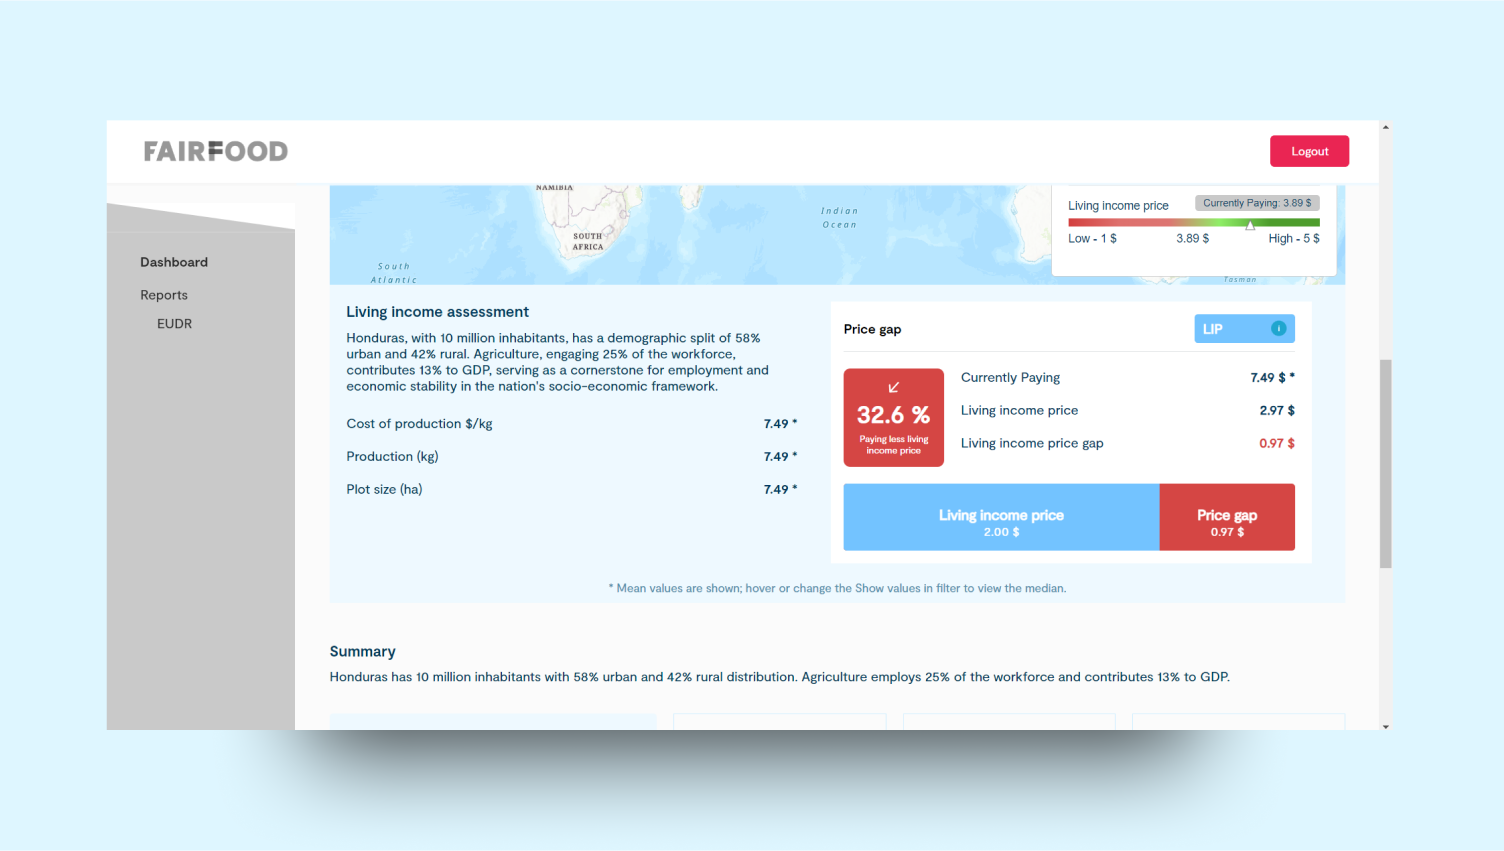 FAIRFOOD
Logout
Dashboard
Reports
EUDR
NAMIBIA
SOUTH
AFRICA
South
Atlantic
Indian
Ocean
Tasman
Living income price
Currently Paying: 3.89 $
Low - 1 $
3.89 $
High - 5 $
Living income assessment
Honduras, with 10 million inhabitants, has a demographic split of 58%
urban and 42% rural. Agriculture, engaging 25% of the workforce,
contributes 13% to GDP, serving as a cornerstone for employment and
economic stability in the nation's socio-economic framework.
Cost of production $/kg 7.49 *
Production (kg) 7.49 *
Plot size (ha) 7.49 *
Price gap
LIP i
32.6 %
Paying less living
income price
Currently Paying 7.49 $ *
Living income price 2.97 $
Living income price gap 0.97 $
Living income price
2.00 $
Price gap
0.97 $
* Mean values are shown; hover or change the Show values in filter to view the median.
Summary
Honduras has 10 million inhabitants with 58% urban and 42% rural distribution. Agriculture employs 25% of the workforce and contributes 13% to GDP.